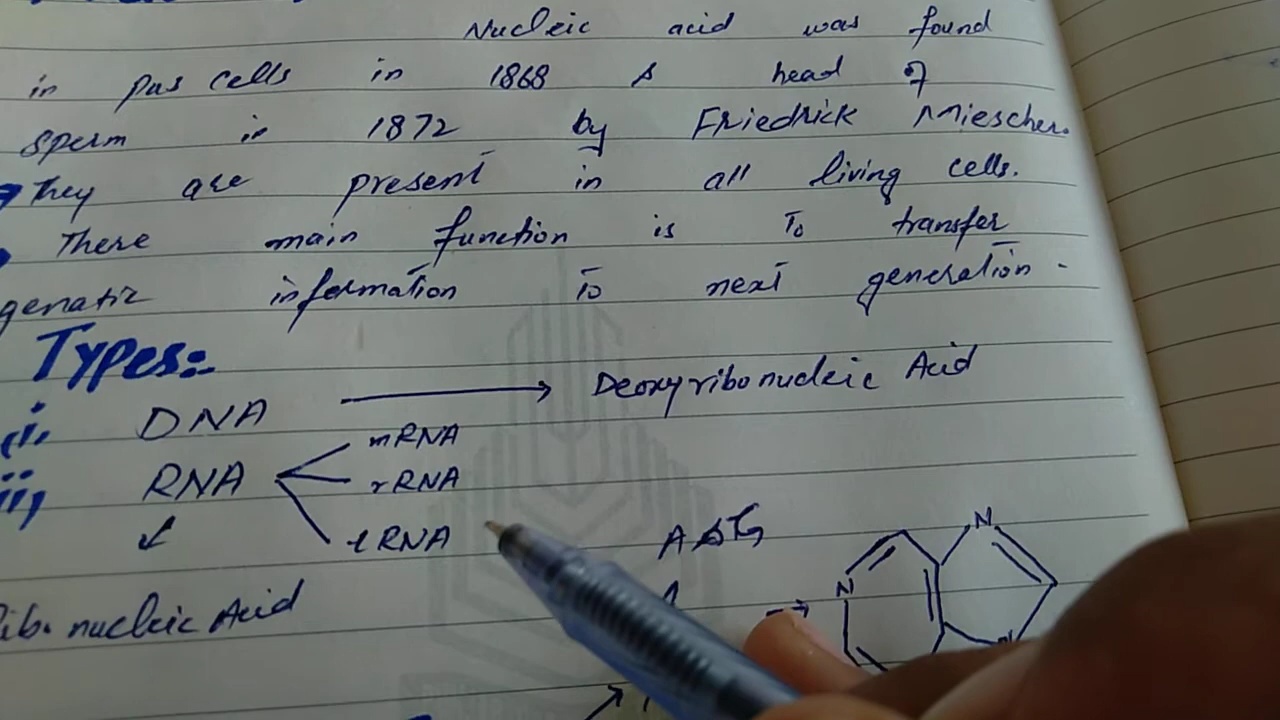 Nucleic acid was found
in pus cells in 1868 & head of
sperm in 1872 by Friedrick Miescher.
They are present in all living cells.
There main function is to transfer
genatic information to next generation.
Types:-
(i). DNA → Deoxyribonucleic Acid
ii) RNA
mRNA
rRNA
tRNA
A & G
N
N
nucleic Acid